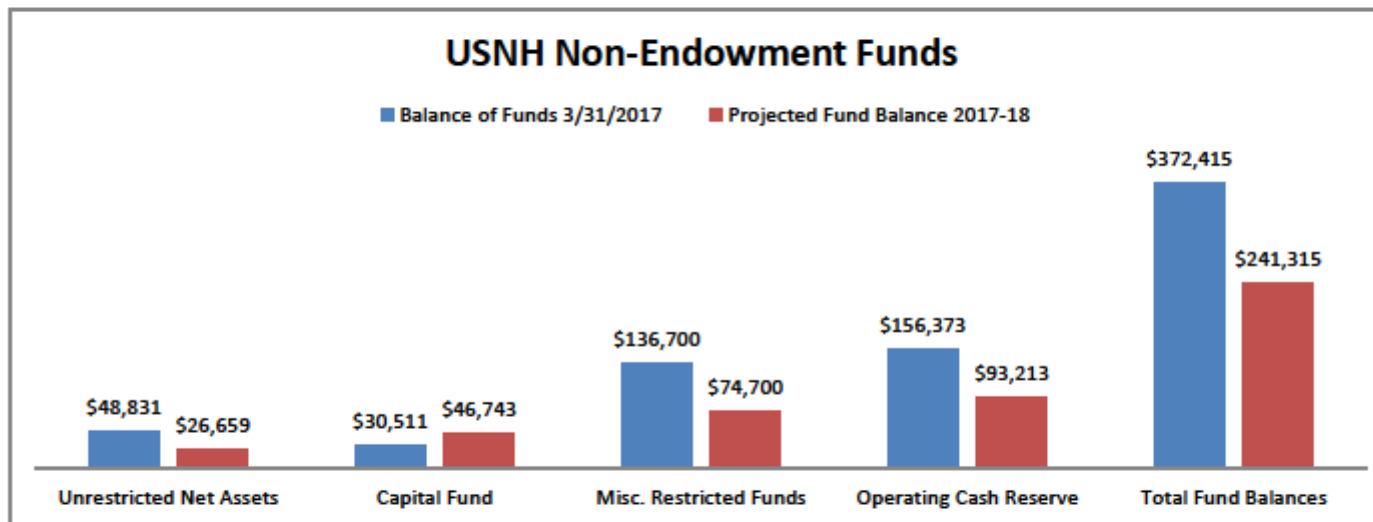 USNH Non-Endowment Funds
Balance of Funds 3/31/2017 Projected Fund Balance 2017-18
$372,415
$241,315
$156,373
$136,700
$93,213
$74,700
$48,831 $30,511 $46,743
$26,659
Unrestricted Net Assets Capital Fund Misc. Restricted Funds Operating Cash Reserve Total Fund Balances